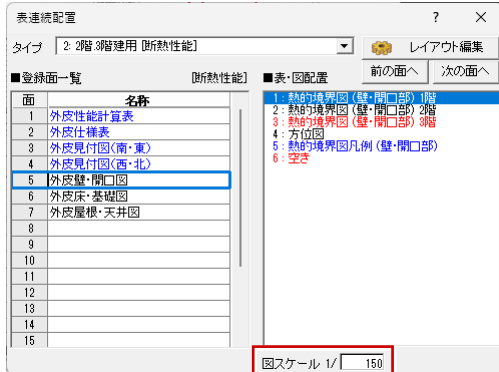 表連続配置
? ×
タイプ 2: 2階.3階建用 [断熱性能]
レイアウト編集
■登録面一覧 [断熱性能]
■表・図配置
前の面へ 次の面へ
面 名称
1 外皮性能計算表
2 外皮仕様表
3 外皮見付図(南・東)
4 外皮見付図(西・北)
5 外皮壁・開口図
6 外皮床・基礎図
7 外皮屋根・天井図
8
9
10
11
12
13
14
15
1: 熱的境界図(壁・開口部) 1階
2: 熱的境界図(壁・開口部) 2階
3: 熱的境界図(壁・開口部) 3階
4: 方位図
5: 熱的境界図凡例(壁・開口部)
6: 空き
図スケール 1/ 150